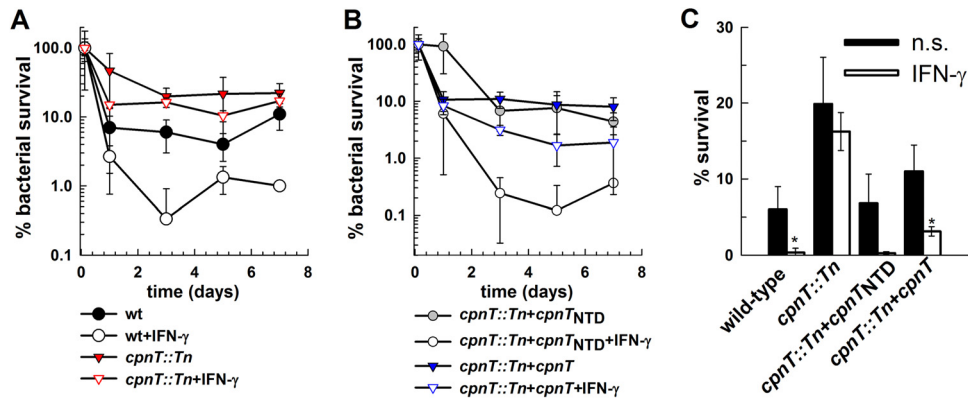 A
% bacterial survival
100.0
10.0
1.0
0.1
0 2 4 6 8
time (days)
wt
wt+IFN-γ
cpnT::Tn
cpnT::Tn+IFN-γ
B
% bacterial survival
100.0
10.0
1.0
0.1
0 2 4 6 8
time (days)
cpnT::Tn+cpnTNTD
cpnT::Tn+cpnTNTD+IFN-γ
cpnT::Tn+cpnT
cpnT::Tn+cpnT+IFN-γ
C
n.s.
IFN-γ
% survival
30
20
10
0
*
*
wild-type
cpnT::Tn
cpnT::Tn+cpnTNTD
cpnT::Tn+cpnT